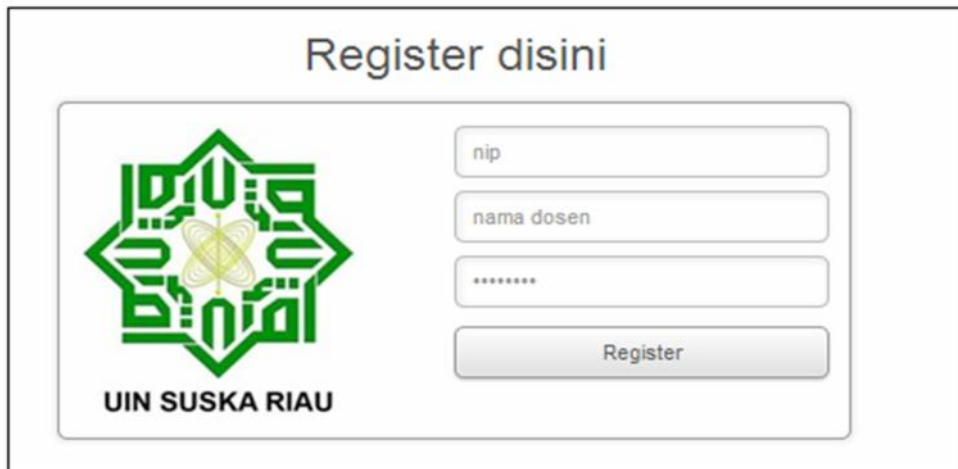 Register disini
nip
nama dosen
••••••••
Register
UIN SUSKA RIAU